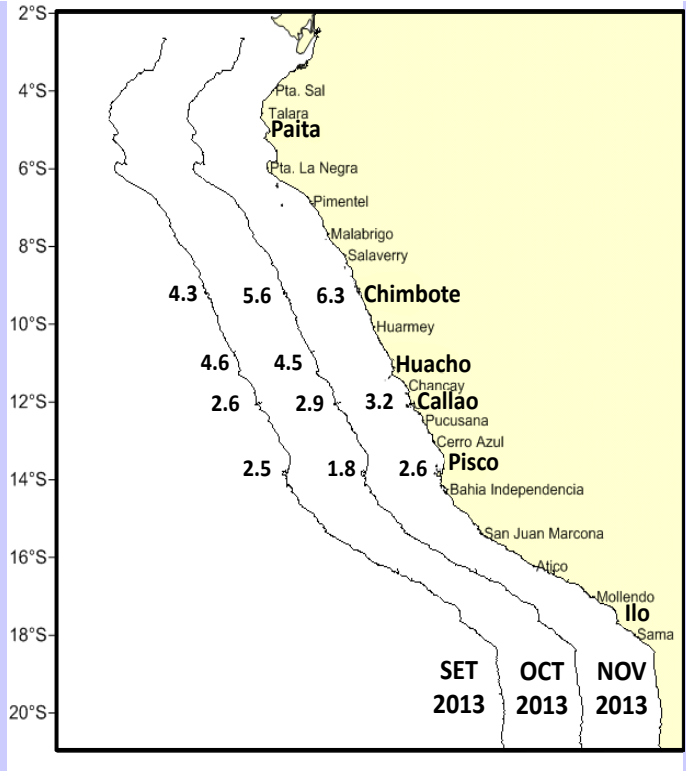 2°S
4°S
Pta. Sal
Talara
Paita
6°S
Pta. La Negra
Pimentel
Malabrigo
8°S
Salaverry
4.3 5.6 6.3 Chimbote
10°S
Huarmey
4.6 4.5 Huacho
Chancay
12°S
2.6 2.9 3.2 Callao
Pucusana
Cerro Azul
2.5 1.8 2.6 Pisco
14°S
Bahia Independencia
San Juan Marcona
16°S
Atico
Mollendo
Ilo
18°S
Sama
SET OCT NOV
2013 2013 2013
20°S